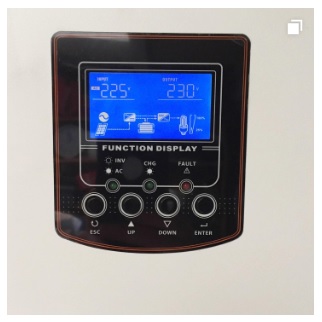 INPUT OUTPUT
225 V 230 V
FUNCTION DISPLAY
INV CHG FAULT
AC
ESC UP DOWN ENTER